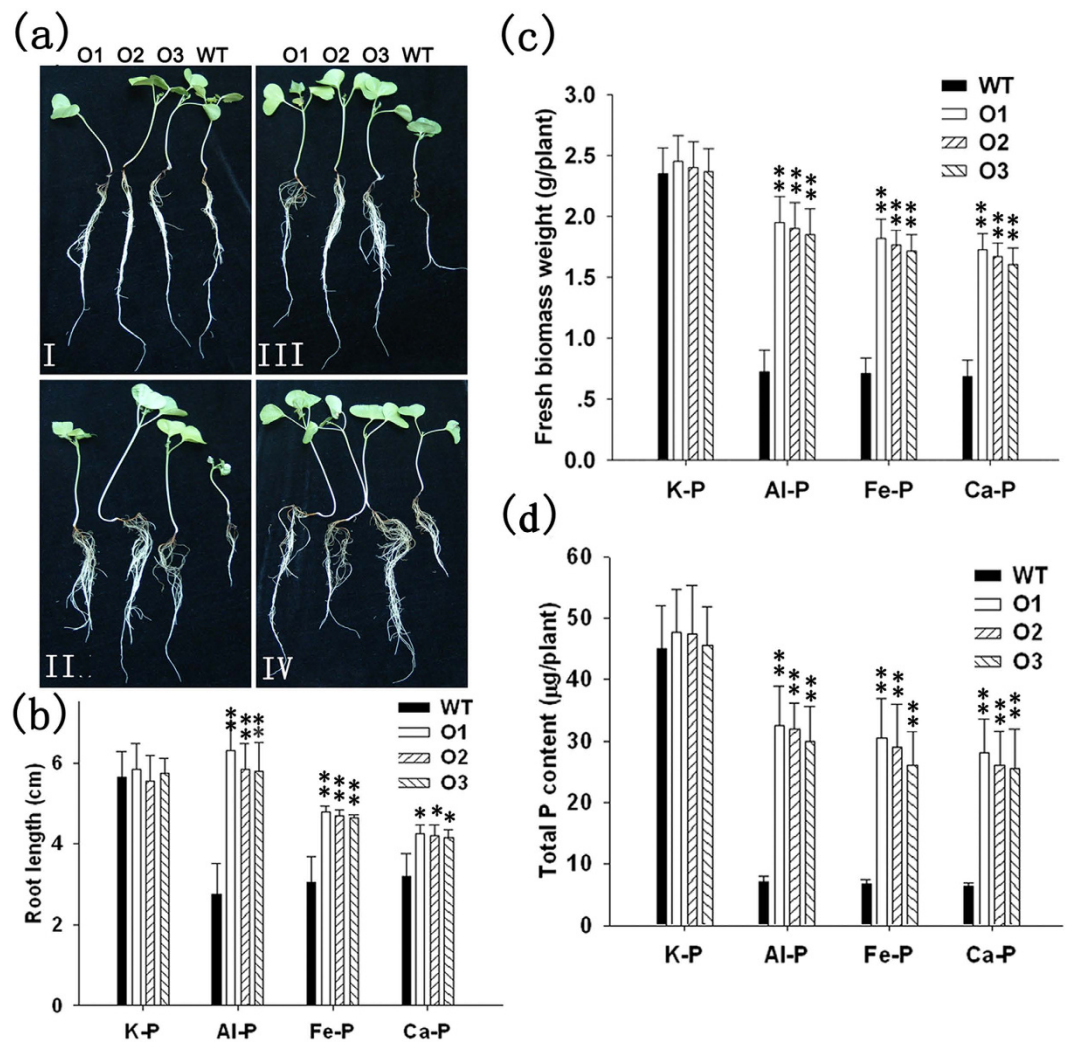 (a)
O1 O2 O3 WT
O1 O2 O3 WT
I
III
II..
IV
(b)
Root length (cm)
6
4
2
0
K-P Al-P Fe-P Ca-P
WT
O1
O2
O3
** ** **
** ** **
* * *
(c)
Fresh biomass weight (g/plant)
3.0
2.5
2.0
1.5
1.0
.5
0.0
K-P Al-P Fe-P Ca-P
WT
O1
O2
O3
** ** **
** ** **
** ** **
(d)
Total P content (µg/plant)
60
50
40
30
20
10
0
K-P Al-P Fe-P Ca-P
WT
O1
O2
O3
** ** **
** ** **
** ** **